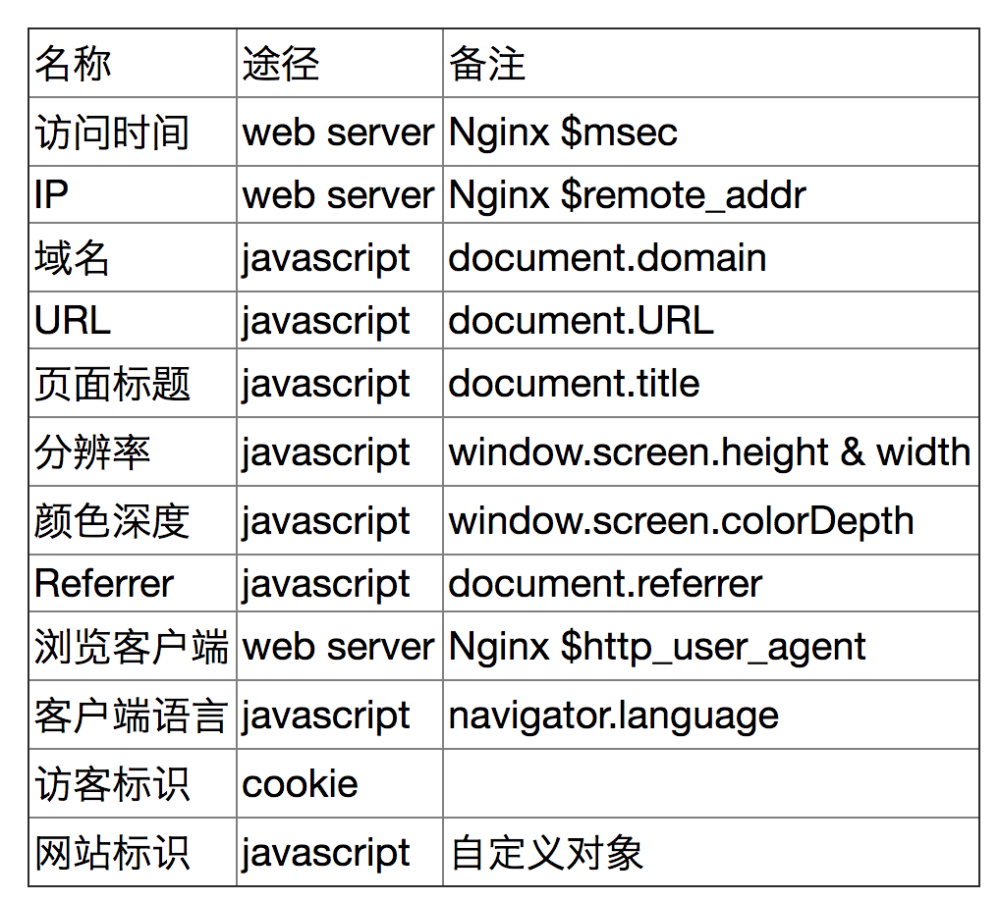 名称 途径 备注
访问时间 web server Nginx $msec
IP web server Nginx $remote_addr
域名 javascript document.domain
URL javascript document.URL
页面标题 javascript document.title
分辨率 javascript window.screen.height & width
颜色深度 javascript window.screen.colorDepth
Referrer javascript document.referrer
浏览客户端 web server Nginx $http_user_agent
客户端语言 javascript navigator.language
访客标识 cookie
网站标识 javascript 自定义对象